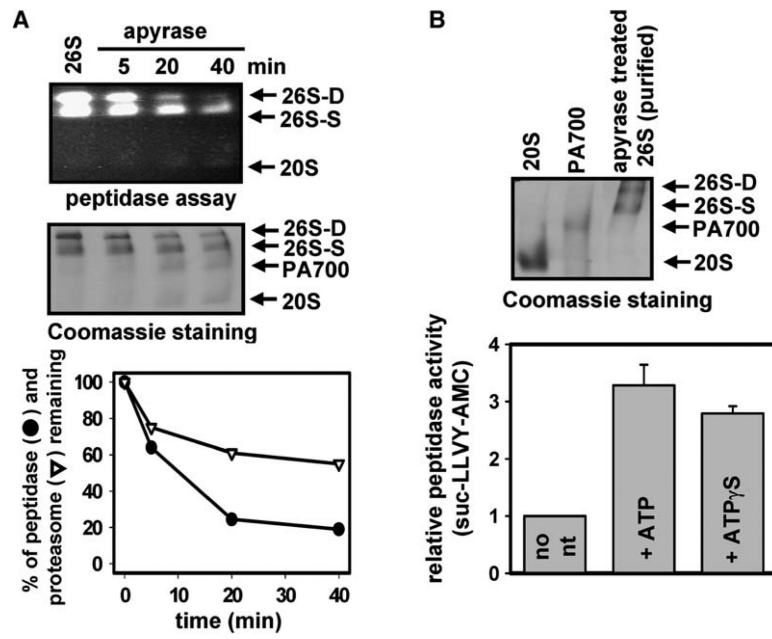 A
26S
apyrase
5 20 40 min
26S-D
26S-S
20S
peptidase assay
26S-D
26S-S
PA700
20S
Coomassie staining
% of peptidase (●) and
proteasome (▽) remaining
100
80
60
40
20
0
0 10 20 30 40
time (min)
B
20S
PA700
apyrase treated
26S (purified)
26S-D
26S-S
PA700
20S
Coomassie staining
relative peptidase activity
(suc-LLVY-AMC)
4
3
2
1
0
no
nt
+ ATP
+ ATPγS